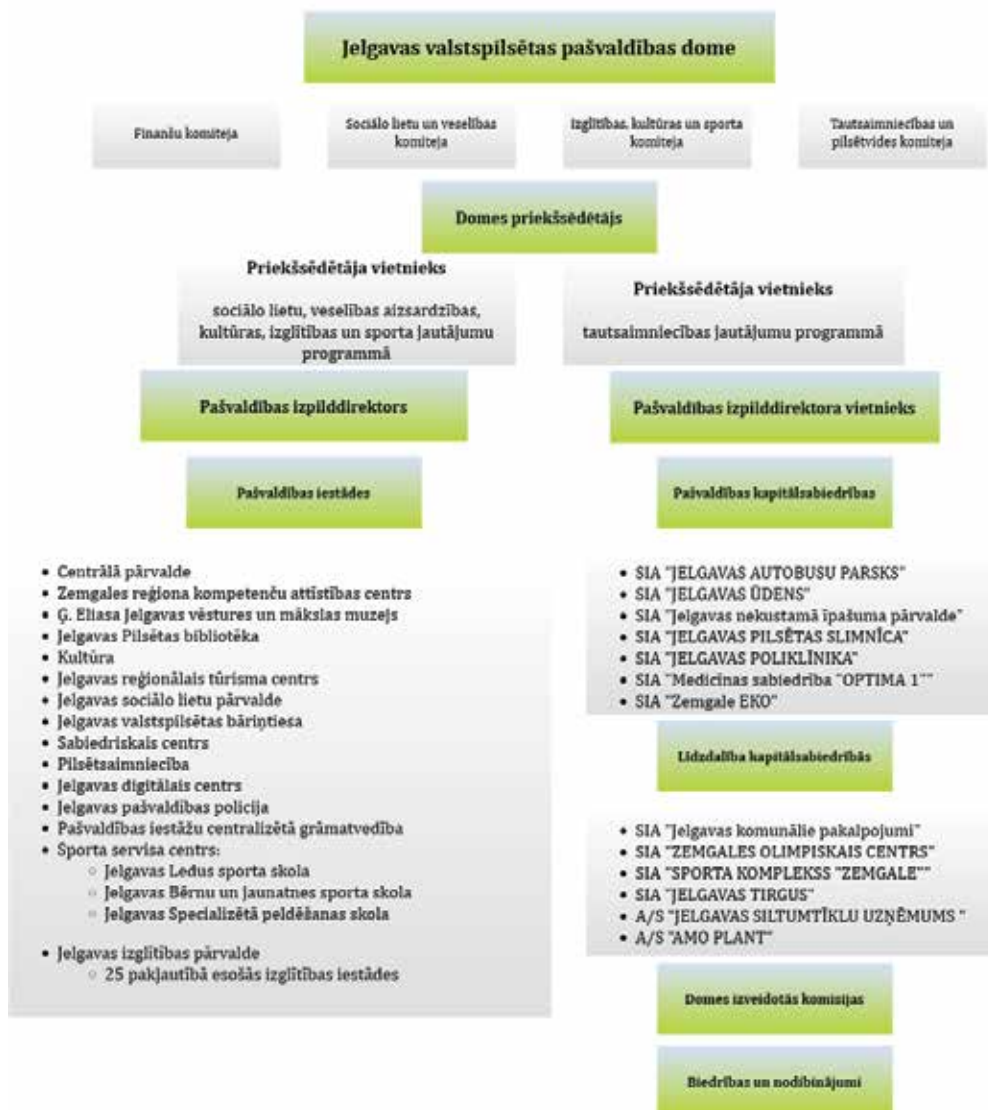 Jelgavas valstspilsētas pašvaldības dome
Finanšu komiteja
Sociālo lietu un veselības
komiteja
Izglītības, kultūras un sporta
komiteja
Tautsaimniecības un
pilsētvides komiteja
Domes priekšsēdētājs
Priekšsēdētāja vietnieks
sociālo lietu, veselības aizsardzības,
kultūras, izglītības un sporta jautājumu
programmā
Priekšsēdētāja vietnieks
tautsaimniecības jautājumu programmā
Pašvaldības izpilddirektors
Pašvaldības izpilddirektora vietnieks
Pašvaldības iestādes
Pašvaldības kapitālsabiedrības
• Centrālā pārvalde
• Zemgales reģiona kompetenču attīstības centrs
• Ģ. Eliasa Jelgavas vēstures un mākslas muzejs
• Jelgavas Pilsētas bibliotēka
• Kultūra
• Jelgavas reģionālais tūrisma centrs
• Jelgavas sociālo lietu pārvalde
• Jelgavas valstspilsētas bāriņtiesa
• Sabiedriskais centrs
• Pilsētsaimniecība
• Jelgavas digitālais centrs
• Jelgavas pašvaldības policija
• Pašvaldības iestāžu centralizētā grāmatvedība
• Sporta servisa centrs:
○ Jelgavas Ledus sporta skola
○ Jelgavas Bērnu un jaunatnes sporta skola
○ Jelgavas Specializētā peldēšanas skola
• Jelgavas izglītības pārvalde
○ 25 pakļautībā esošās izglītības iestādes
• SIA "JELGAVAS AUTOBUSU PARSKS"
• SIA "JELGAVAS ŪDENS"
• SIA "Jelgavas nekustamā īpašuma pārvalde"
• SIA "JELGAVAS PILSĒTAS SLIMNĪCA"
• SIA "JELGAVAS POLIKLĪNIKA"
• SIA "Medicīnas sabiedrība "OPTIMA 1""
• SIA "Zemgale EKO"
Līdzdalība kapitālsabiedrībās
• SIA "Jelgavas komunālie pakalpojumi"
• SIA "ZEMGALES OLIMPISKAIS CENTRS"
• SIA "SPORTA KOMPLEKSS "ZEMGALE""
• SIA "JELGAVAS TIRGUS"
• A/S "JELGAVAS SILTUMTĪKLU UZŅĒMUMS "
• A/S "AMO PLANT"
Domes izveidotās komisijas
Biedrības un nodibinājumi